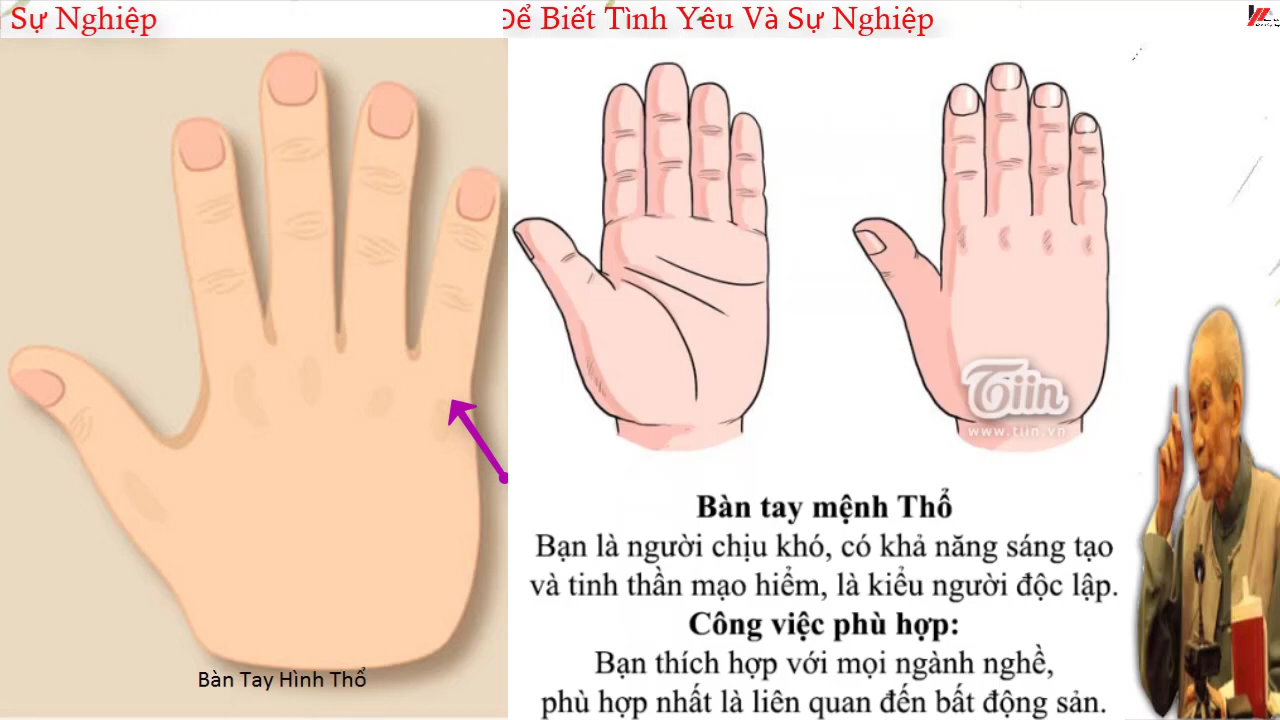 Sự Nghiệp
Để Biết Tình Yêu Và Sự Nghiệp
Tiin
www.tiin.vn
Bàn tay mệnh Thổ
Bạn là người chịu khó, có khả năng sáng tạo
và tinh thần mạo hiểm, là kiểu người độc lập.
Công việc phù hợp:
Bạn thích hợp với mọi ngành nghề,
phù hợp nhất là liên quan đến bất động sản.
Bàn Tay Hình Thổ